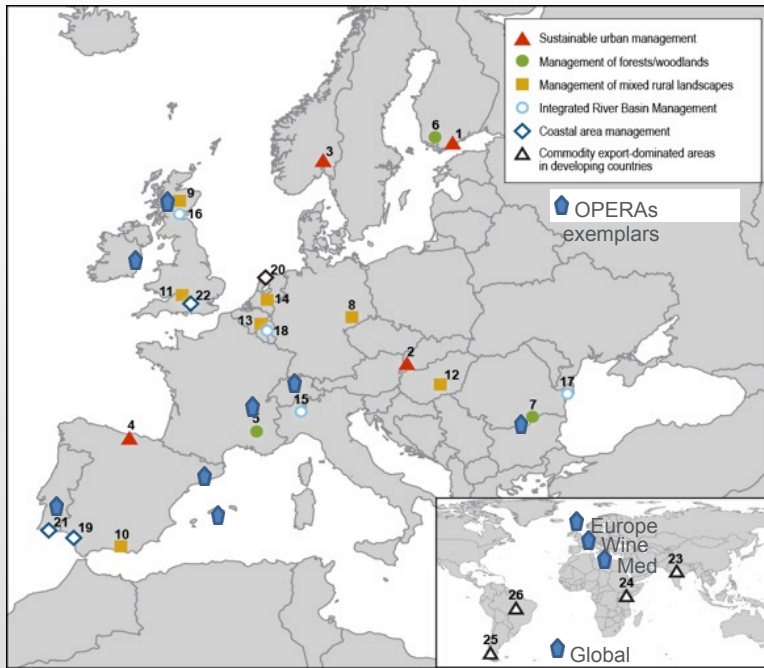 Sustainable urban management
Management of forests/woodlands
Management of mixed rural landscapes
Integrated River Basin Management
Coastal area management
Commodity export-dominated areas
in developing countries
OPERAs
exemplars
6
1
3
9
16
20
11
22
14
8
13
18
2
12
17
15
5
7
4
21
19
10
Europe
Wine
Med
23
24
26
25
Global